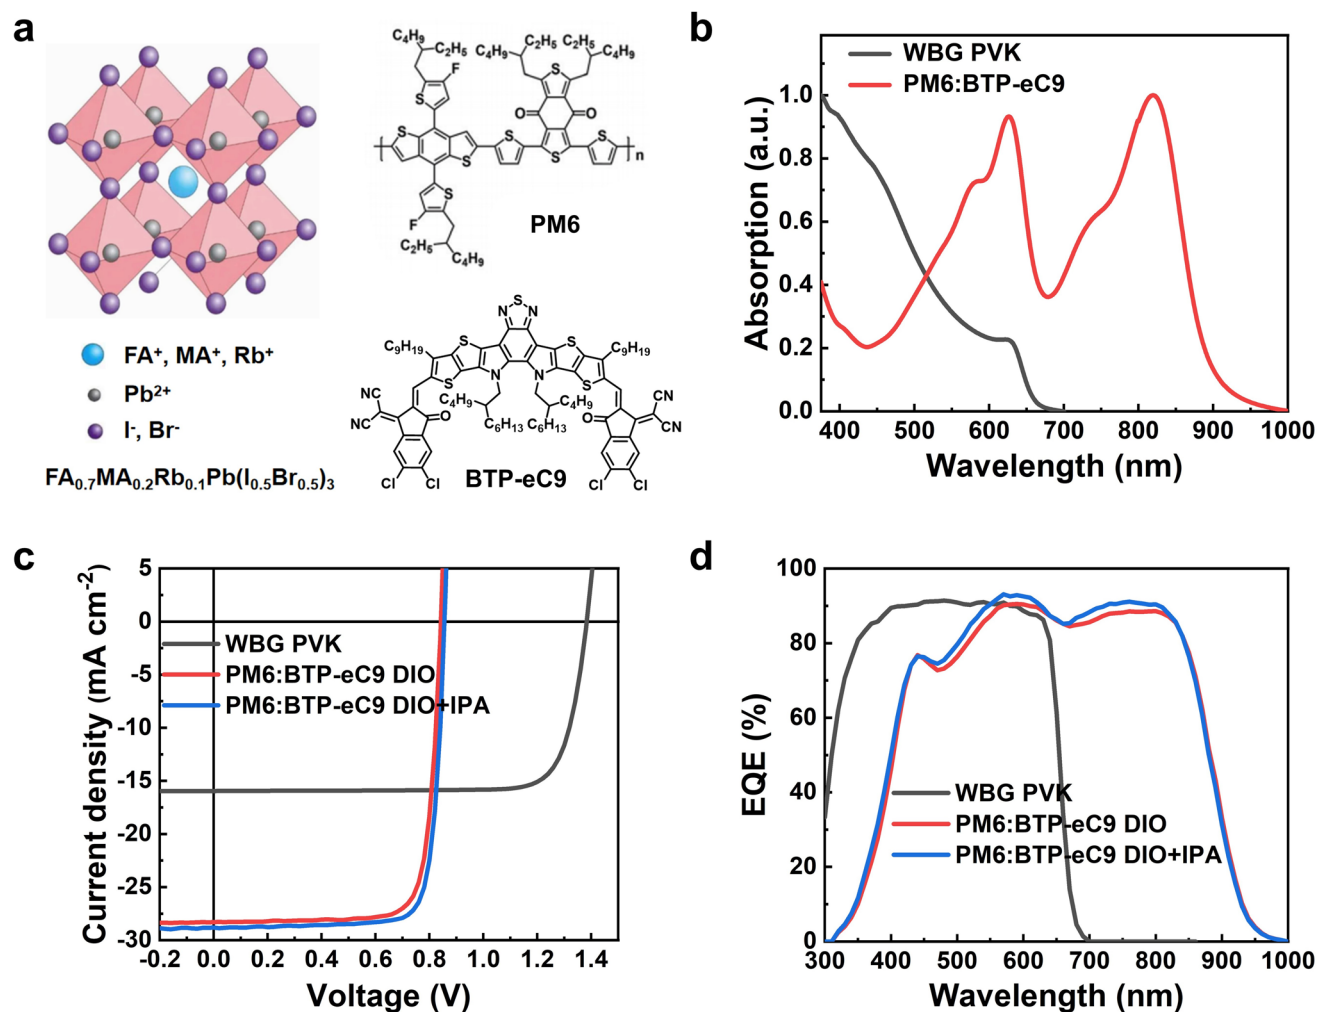 a
C₄H₉
C₂H₅
C₂H₅ C₂H₅
C₄H₉ C₄H₉
F
S S
O O
S S S S S
n
S
F
C₂H₅
C₄H₉
PM6
S
N N
C₉H₁₉ S S C₉H₁₉
S N N S
NC C₄H₉ C₄H₉ CN
NC O C₆H₁₃ C₆H₁₃ O CN
Cl Cl BTP-eC9 Cl Cl
FA⁺, MA⁺, Rb⁺
Pb²⁺
I⁻, Br⁻
FA₀.₇MA₀.₂Rb₀.₁Pb(I₀.₅Br₀.₅)₃
b
WBG PVK
PM6:BTP-eC9
Absorption (a.u.)
1.0
0.8
0.6
0.4
0.2
0.0
400 500 600 700 800 900 1000
Wavelength (nm)
c
Current density (mA cm⁻²)
5
0
-5
-10
-15
-20
-25
-30
WBG PVK
PM6:BTP-eC9 DIO
PM6:BTP-eC9 DIO+IPA
-0.2 0.0 0.2 0.4 0.6 0.8 1.0 1.2 1.4
Voltage (V)
d
EQE (%)
100
80
60
40
20
0
WBG PVK
PM6:BTP-eC9 DIO
PM6:BTP-eC9 DIO+IPA
300 400 500 600 700 800 900 1000
Wavelength (nm)